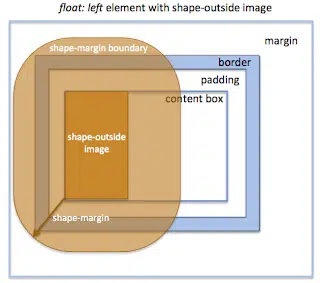 float: left element with shape-outside image
margin
shape-margin boundary
border
padding
content box
shape-outside
image
shape-margin